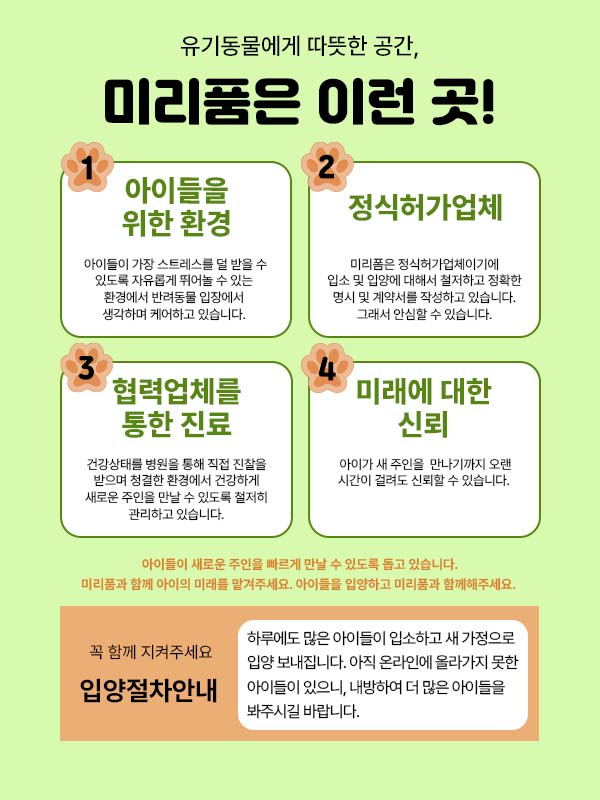 유기동물에게 따뜻한 공간,
미리품은 이런 곳!
1
아이들을
위한 환경
아이들이 가장 스트레스를 덜 받을 수
있도록 자유롭게 뛰어놀 수 있는
환경에서 반려동물 입장에서
생각하며 케어하고 있습니다.
2
정식허가업체
미리품은 정식허가업체이기에
입소 및 입양에 대해서 철저하고 정확한
명시 및 계약서를 작성하고 있습니다.
그래서 안심할 수 있습니다.
3
협력업체를
통한 진료
건강상태를 병원을 통해 직접 진찰을
받으며 청결한 환경에서 건강하게
새로운 주인을 만날 수 있도록 철저히
관리하고 있습니다.
4
미래에 대한
신뢰
아이가 새 주인을 만나기까지 오랜
시간이 걸려도 신뢰할 수 있습니다.
아이들이 새로운 주인을 빠르게 만날 수 있도록 돕고 있습니다.
미리품과 함께 아이의 미래를 맡겨주세요. 아이들을 입양하고 미리품과 함께해주세요.
꼭 함께 지켜주세요
입양절차안내
하루에도 많은 아이들이 입소하고 새 가정으로
입양 보내집니다. 아직 온라인에 올라가지 못한
아이들이 있으니, 내방하여 더 많은 아이들을
봐주시길 바랍니다.